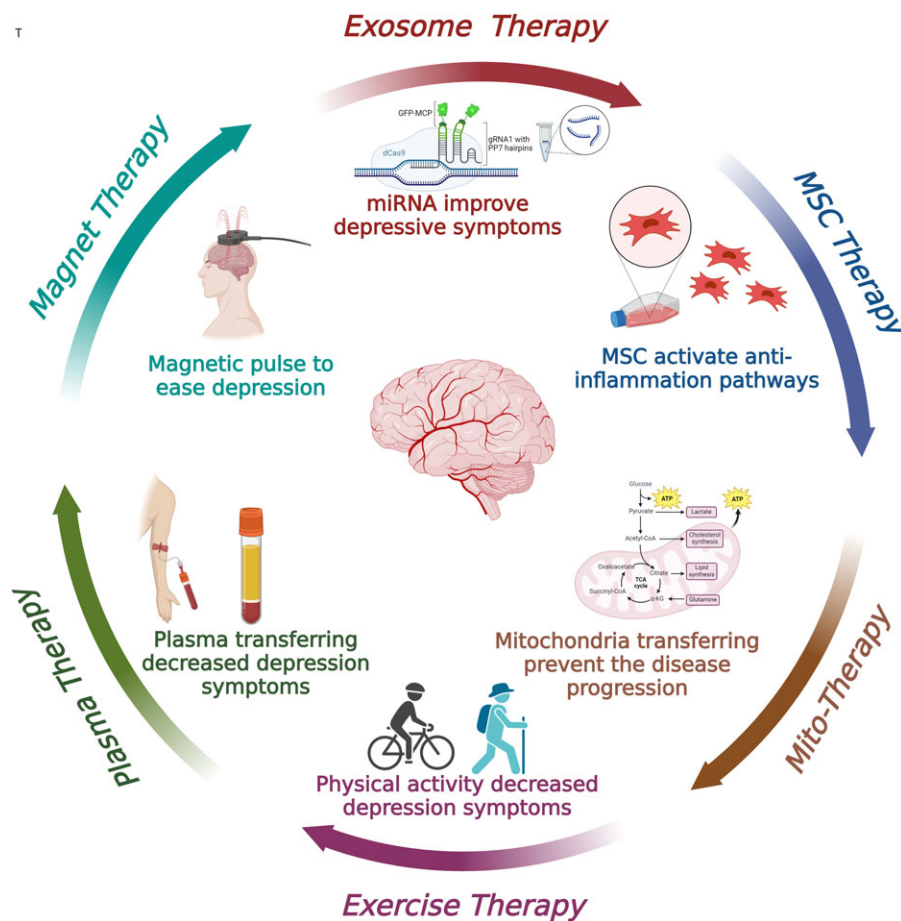 T
Exosome Therapy
GFP-MCP
dCas9
gRNA1 with
PP7 hairpins
miRNA improve
depressive symptoms
MSC Therapy
MSC activate anti-
inflammation pathways
Glucose
ATP
ATP
Pyruvate
Lactate
Acetyl-CoA
Cholesterol
synthesis
Oxaloacetate
Citrate
Lipid
synthesis
TCA
cycle
Succinyl-CoA
α-KG
Glutamine
Mitochondria transferring
prevent the disease
progression
Mito-Therapy
Physical activity decreased
depression symptoms
Exercise Therapy
Plasma transferring
decreased depression
symptoms
Plasma Therapy
Magnetic pulse to
ease depression
Magnet Therapy